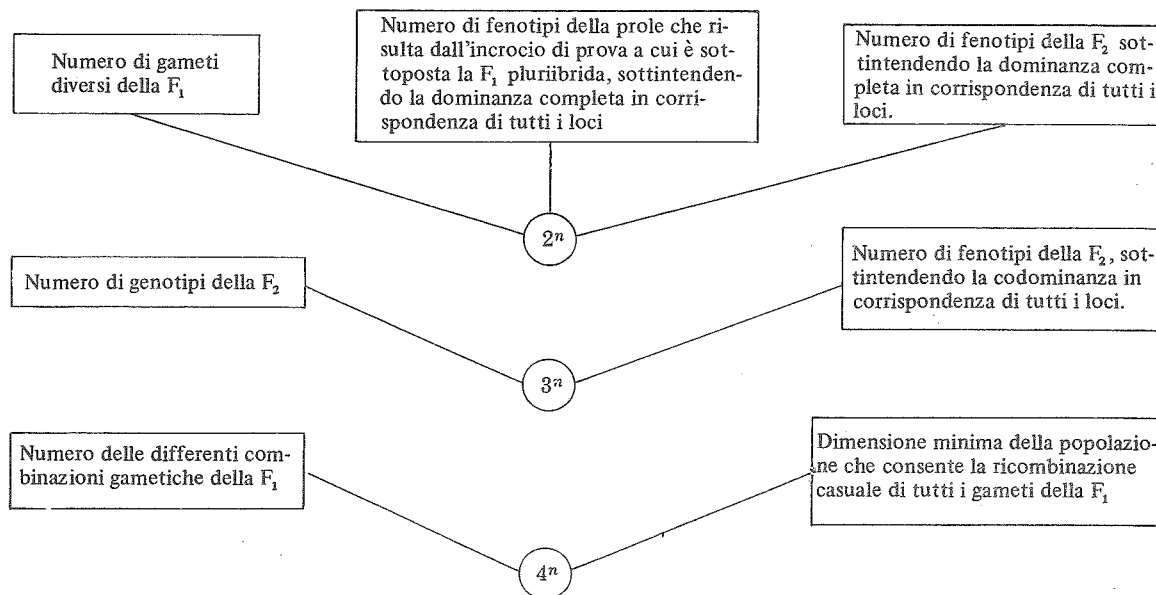 Numero di gameti
diversi della F₁
Numero di fenotipi della prole che ri-
sulta dall'incrocio di prova a cui è sot-
toposta la F₁ pluriibrida, sottintenden-
do la dominanza completa in corri-
spondenza di tutti i loci
Numero di fenotipi della F₂ sot-
tintendendo la dominanza com-
pleta in corrispondenza di tutti i
loci.
2ⁿ
Numero di genotipi della F₂
Numero di fenotipi della F₂, sot-
tintendendo la codominanza in
corrispondenza di tutti i loci.
3ⁿ
Numero delle differenti com-
binazioni gametiche della F₁
Dimensione minima della popolazio-
ne che consente la ricombinazione
casuale di tutti i gameti della F₁
4ⁿ